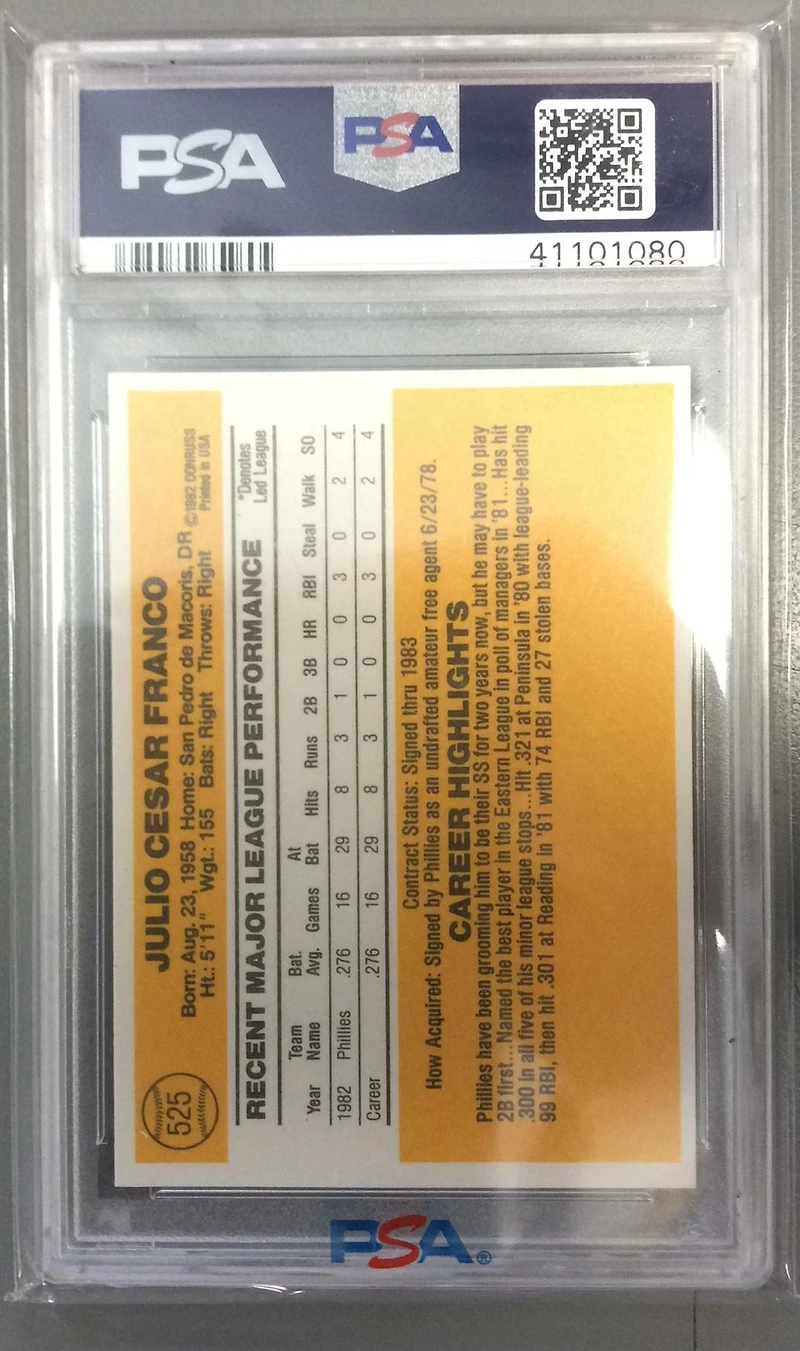 PSA
PSA
41101080
525
JULIO CESAR FRANCO
Born: Aug. 23, 1958 Home: San Pedro de Macoris, DR
©1982 DONRUSS
Ht.: 5'11" Wgt.: 155 Bats: Right Throws: Right
Printed in USA
RECENT MAJOR LEAGUE PERFORMANCE
*Denotes
Led League
Year Team Name Bat. Avg. Games At Bat Hits Runs 2B 3B HR RBI Steal Walk SO
1982 Phillies .276 16 29 8 3 1 0 0 3 0 2 4
Career .276 16 29 8 3 1 0 0 3 0 2 4
Contract Status: Signed thru 1983
How Acquired: Signed by Phillies as an undrafted amateur free agent 6/23/78.
CAREER HIGHLIGHTS
Phillies have been grooming him to be their SS for two years now, but he may have to play
2B first...Named the best player in the Eastern League in poll of managers in '81...Has hit
.300 in all five of his minor league stops...Hit .321 at Peninsula in '80 with league-leading
99 RBI, then hit .301 at Reading in '81 with 74 RBI and 27 stolen bases.
PSA®